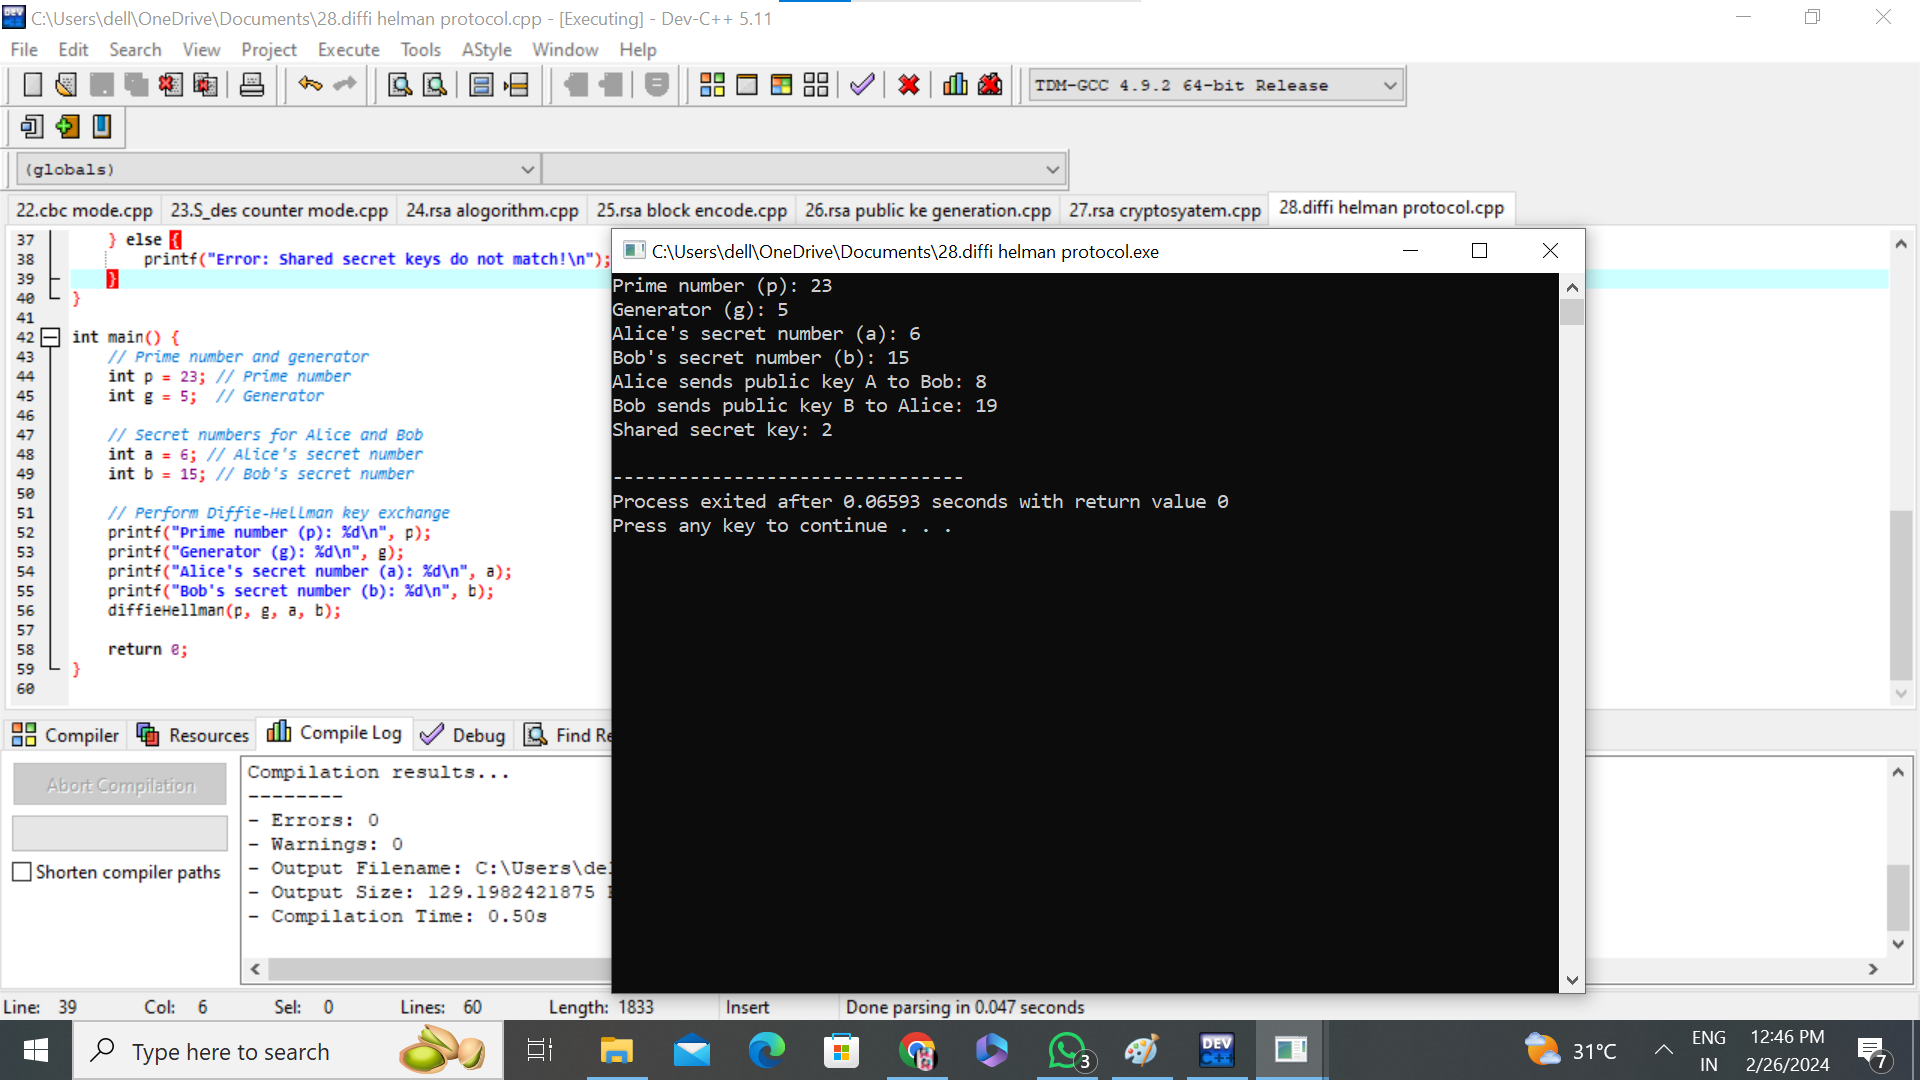 C:\Users\dell\OneDrive\Documents\28.diffi helman protocol.cpp - [Executing] - Dev-C++ 5.11
File Edit Search View Project Execute Tools AStyle Window Help
TDM-GCC 4.9.2 64-bit Release
(globals)
22.cbc mode.cpp 23.S_des counter mode.cpp 24.rsa alogorithm.cpp 25.rsa block encode.cpp 26.rsa public ke generation.cpp 27.rsa cryptosyatem.cpp 28.diffi helman protocol.cpp
37 } else {
38 printf("Error: Shared secret keys do not match!\n");
39 }
40 }
41
42 int main() {
43 // Prime number and generator
44 int p = 23; // Prime number
45 int g = 5; // Generator
46
47 // Secret numbers for Alice and Bob
48 int a = 6; // Alice's secret number
49 int b = 15; // Bob's secret number
50
51 // Perform Diffie-Hellman key exchange
52 printf("Prime number (p): %d\n", p);
53 printf("Generator (g): %d\n", g);
54 printf("Alice's secret number (a): %d\n", a);
55 printf("Bob's secret number (b): %d\n", b);
56 diffieHellman(p, g, a, b);
57
58 return 0;
59 }
60
C:\Users\dell\OneDrive\Documents\28.diffi helman protocol.exe
Prime number (p): 23
Generator (g): 5
Alice's secret number (a): 6
Bob's secret number (b): 15
Alice sends public key A to Bob: 8
Bob sends public key B to Alice: 19
Shared secret key: 2
--------------------------------
Process exited after 0.06593 seconds with return value 0
Press any key to continue . . .
Compiler Resources Compile Log Debug Find Re
Abort Compilation
Shorten compiler paths
Compilation results...
--------
- Errors: 0
- Warnings: 0
- Output Filename: C:\Users\del
- Output Size: 129.1982421875
- Compilation Time: 0.50s
Line: 39 Col: 6 Sel: 0 Lines: 60 Length: 1833 Insert Done parsing in 0.047 seconds
Type here to search
DEV C++
3
31°C
ENG
IN
12:46 PM
2/26/2024
7